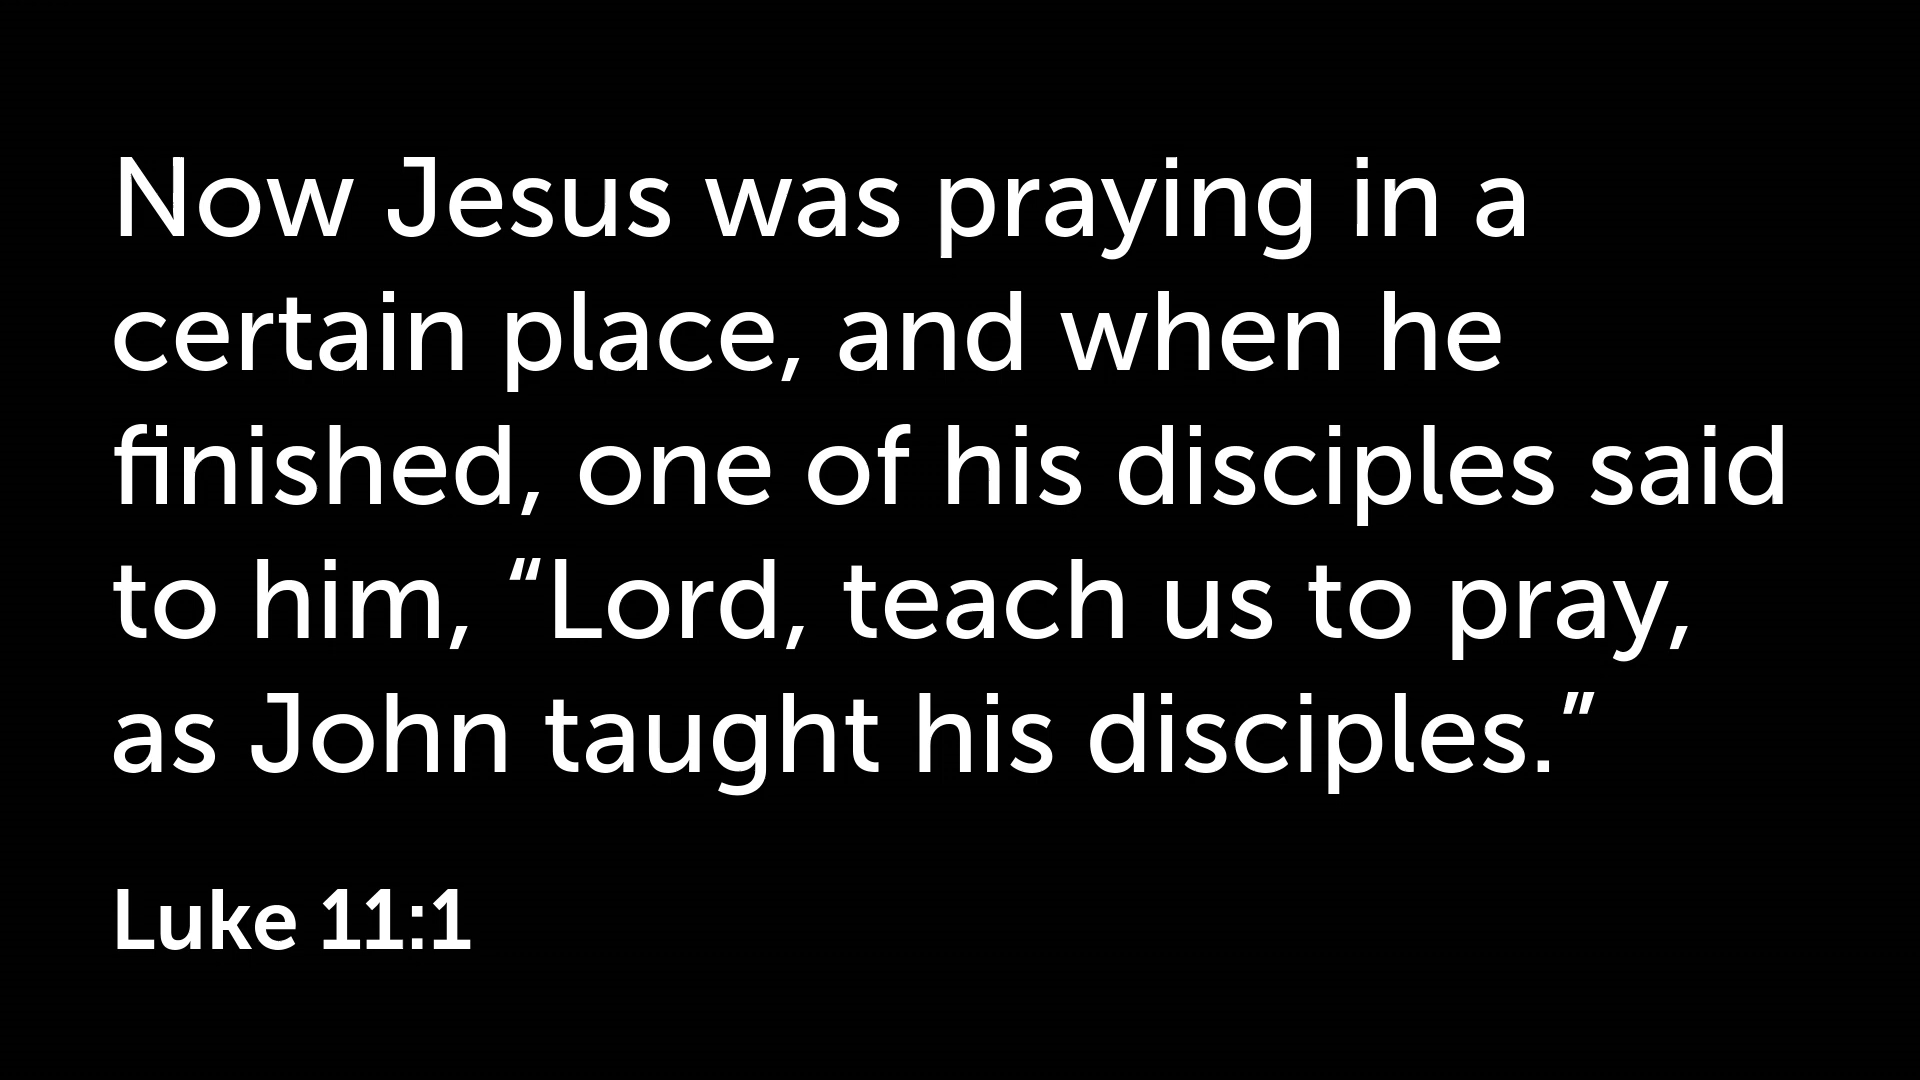 Now Jesus was praying in a
certain place, and when he
finished, one of his disciples said
to him, “Lord, teach us to pray,
as John taught his disciples.”
Luke 11:1